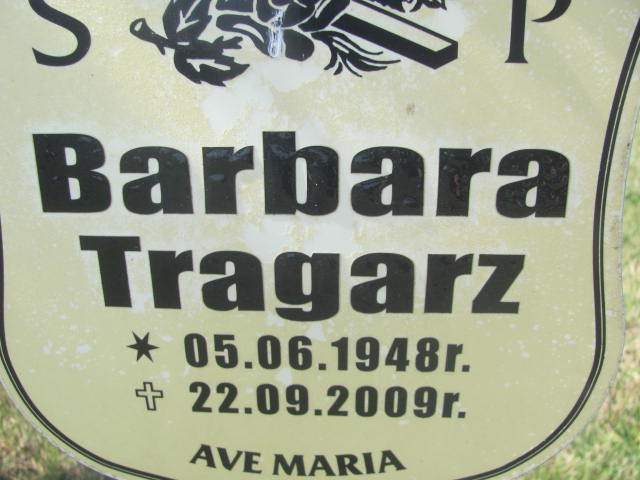 S P
Barbara
Tragarz
05.06.1948r.
22.09.2009r.
AVE MARIA